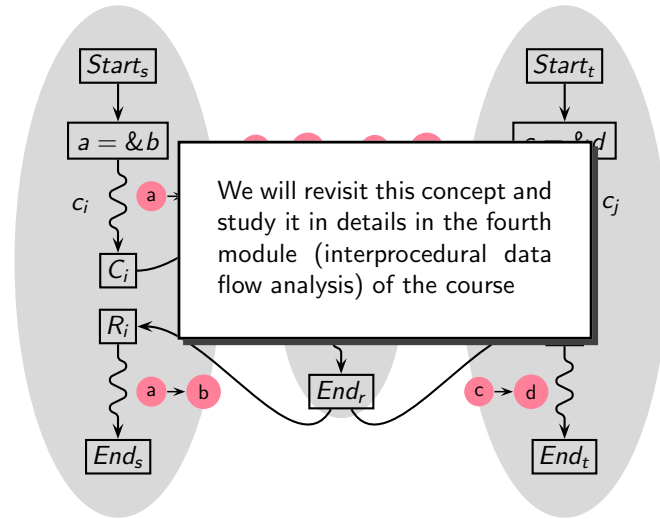 Start_s
Start_t
a = &b
c_i
a
c_j
We will revisit this concept and
study it in details in the fourth
module (interprocedural data
flow analysis) of the course
C_i
R_i
a b
End_r
c d
End_s
End_t